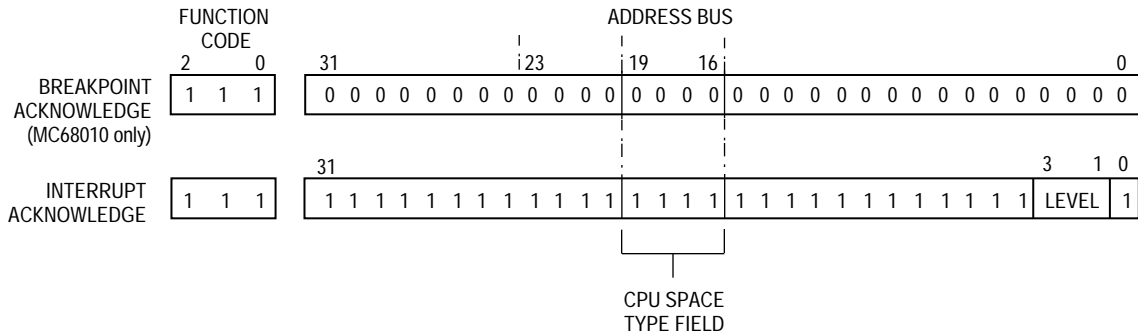 FUNCTION
CODE
ADDRESS BUS
2 0 31 23 19 16 0
BREAKPOINT
ACKNOWLEDGE
(MC68010 only)
1 1 1 0 0 0 0 0 0 0 0 0 0 0 0 0 0 0 0 0 0 0 0 0 0 0 0 0 0 0 0 0 0 0 0
31 3 1 0
INTERRUPT
ACKNOWLEDGE
1 1 1 1 1 1 1 1 1 1 1 1 1 1 1 1 1 1 1 1 1 1 1 1 1 1 1 1 1 1 1 LEVEL 1
CPU SPACE
TYPE FIELD